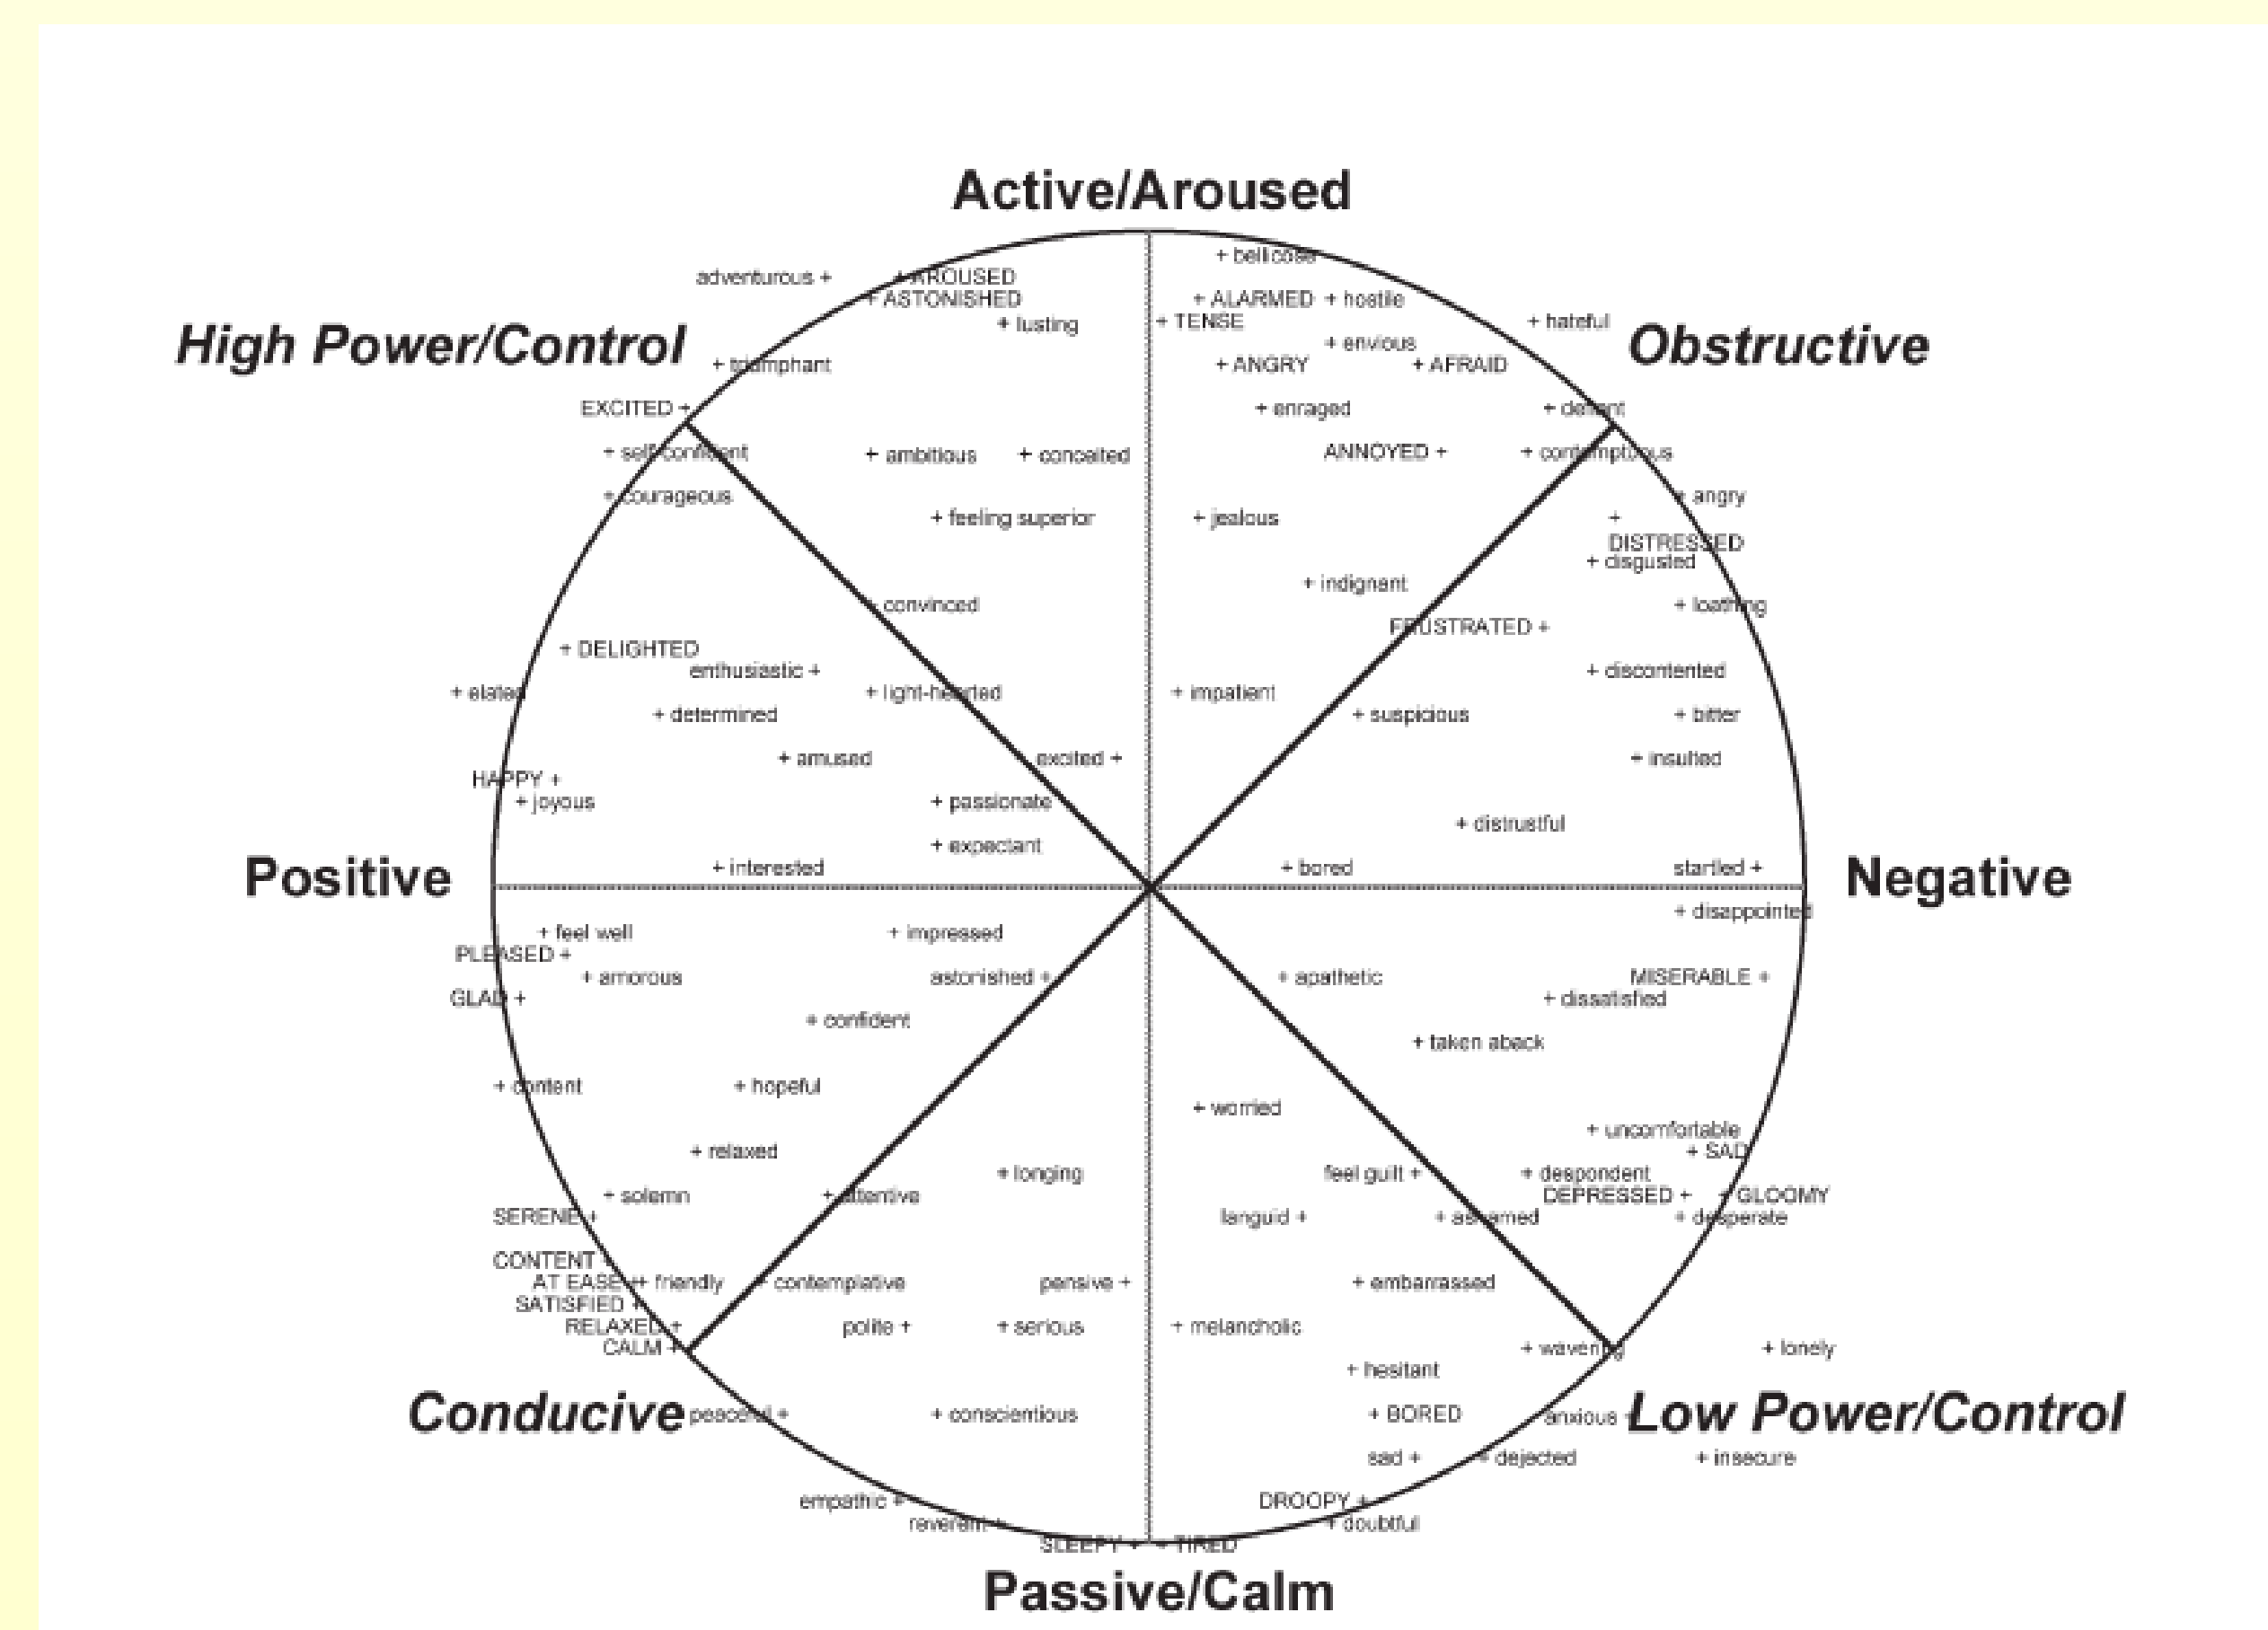 Active/Aroused
+ bellicose
adventurous +
+ AROUSED
+ ASTONISHED
+ ALARMED
+ hostile
+ lusting
+ TENSE
+ hateful
High Power/Control
+ envious
Obstructive
+ triumphant
+ ANGRY
+ AFRAID
EXCITED +
+ enraged
+ defiant
+ self-confident
+ ambitious
+ conceited
ANNOYED +
+ contemptuous
+ courageous
+ angry
+ feeling superior
+ jealous
+
DISTRESSED
+ disgusted
+ indignant
+ convinced
+ loathing
FRUSTRATED +
+ DELIGHTED
enthusiastic +
+ discontented
+ elated
+ light-hearted
+ impatient
+ determined
+ suspicious
+ bitter
+ amused
excited +
+ insulted
HAPPY +
+ joyous
+ passionate
+ distrustful
+ expectant
+ interested
+ bored
startled +
Positive
Negative
+ disappointed
+ feel well
+ impressed
PLEASED +
+ amorous
astonished +
+ apathetic
MISERABLE +
GLAD +
+ dissatisfied
+ confident
+ taken aback
+ content
+ hopeful
+ worried
+ uncomfortable
+ relaxed
+ SAD
+ longing
feel guilt +
+ despondent
+ solemn
+ attentive
DEPRESSED +
+ GLOOMY
SERENE +
languid +
+ ashamed
+ desperate
CONTENT +
AT EASE +
+ friendly
+ contemplative
pensive +
+ embarrassed
SATISFIED +
RELAXED +
polite +
+ serious
+ melancholic
CALM +
+ wavering
+ lonely
+ hesitant
Conducive
peaceful +
+ conscientious
+ BORED
anxious +
Low Power/Control
sad +
+ dejected
+ insecure
empathic +
DROOPY +
reverent +
+ doubtful
SLEEPY +
+ TIRED
Passive/Calm